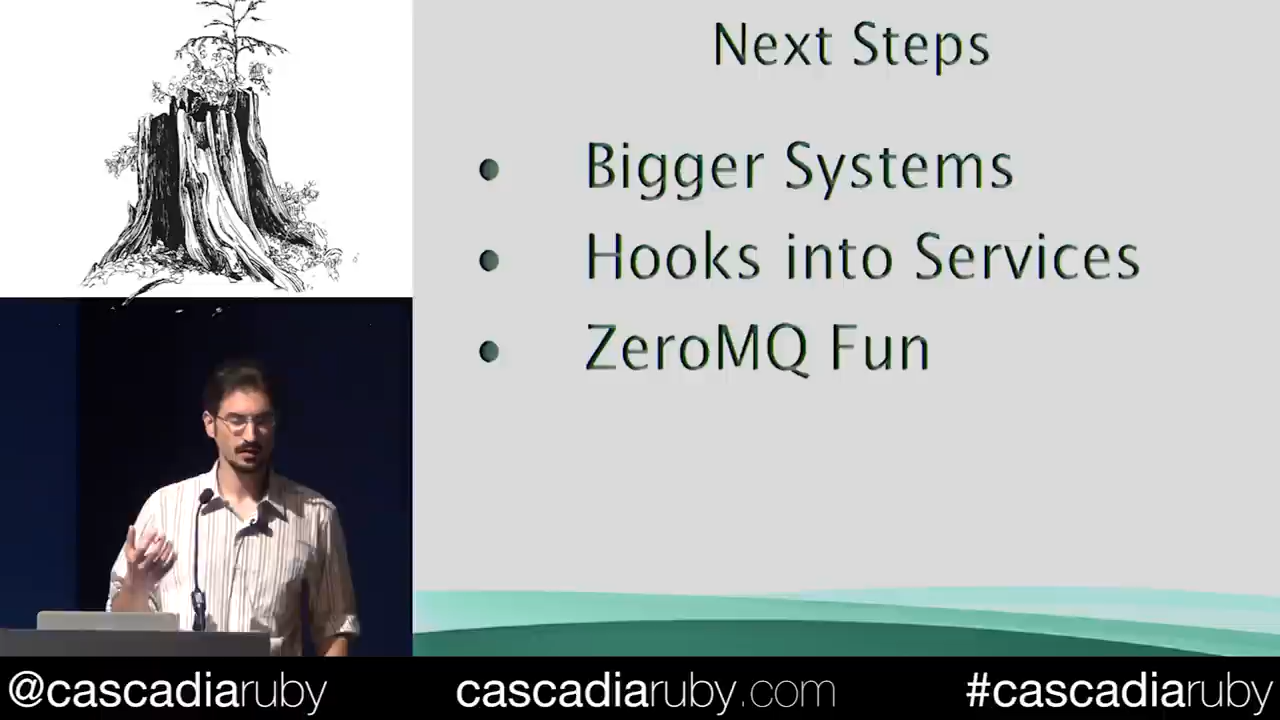 Next Steps
• Bigger Systems
• Hooks into Services
• ZeroMQ Fun
@cascadiaruby
cascadiaruby.com
#cascadiaruby